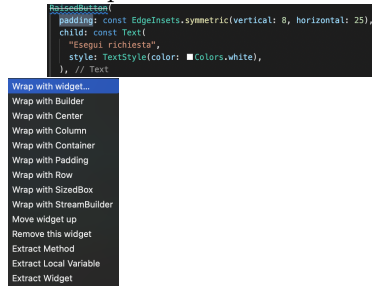 RaisedButton(
padding: const EdgeInsets.symmetric(vertical: 8, horizontal: 25),
child: const Text(
"Esegui richiesta",
style: TextStyle(color: Colors.white),
), // Text
Wrap with widget...
Wrap with Builder
Wrap with Center
Wrap with Column
Wrap with Container
Wrap with Padding
Wrap with Row
Wrap with SizedBox
Wrap with StreamBuilder
Move widget up
Remove this widget
Extract Method
Extract Local Variable
Extract Widget